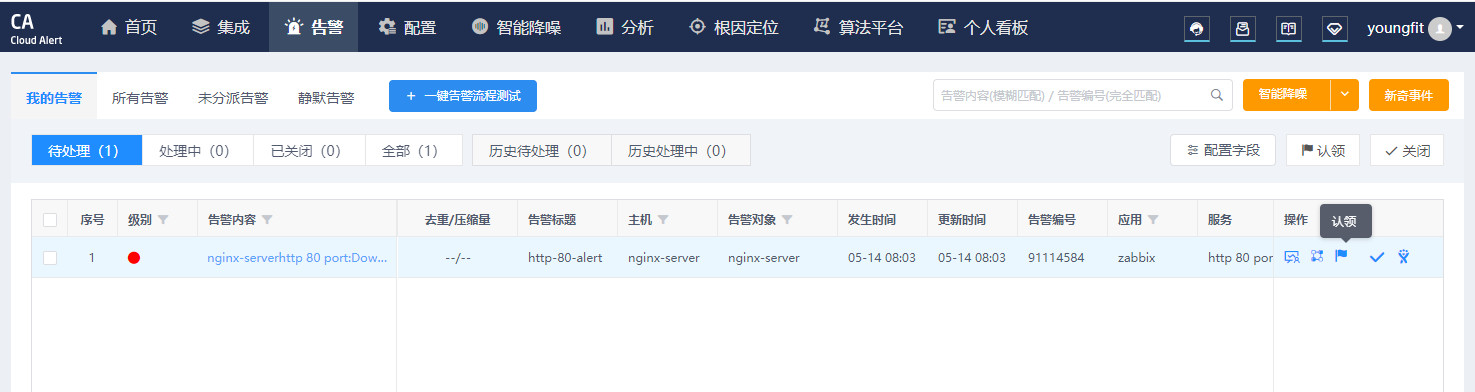 CA
Cloud Alert
首页 集成 告警 配置 智能降噪 分析 根因定位 算法平台 个人看板 youngfit
我的告警 所有告警 未分派告警 静默告警 + 一键告警流程测试 告警内容(模糊匹配) / 告警编号(完全匹配) 智能降噪 新奇事件
待处理（1） 处理中（0） 已关闭（0） 全部（1） 历史待处理（0） 历史处理中（0） 配置字段 认领 关闭
序号 级别 告警内容 去重/压缩量 告警标题 主机 告警对象 发生时间 更新时间 告警编号 应用 服务 操作 认领
1 nginx-serverhttp 80 port:Dow... --/-- http-80-alert nginx-server nginx-server 05-14 08:03 05-14 08:03 91114584 zabbix http 80 por